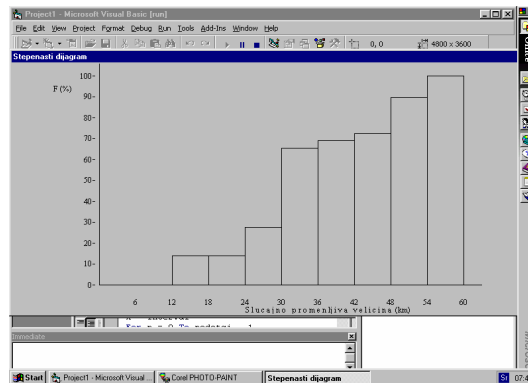 Project1 - Microsoft Visual Basic [run]
File Edit View Project Format Debug Run Tools Add-Ins Window Help
0, 0 4800 x 3600
Stepenasti dijagram
F (%)
100-
90-
80-
70-
60-
50-
40-
30-
20-
10-
0-
6 12 18 24 30 36 42 48 54 60
Slucajno promenljiva velicina (km)
Immediate
Start Project1 - Microsoft Visual ... Corel PHOTO-PAINT Stepenasti dijagram